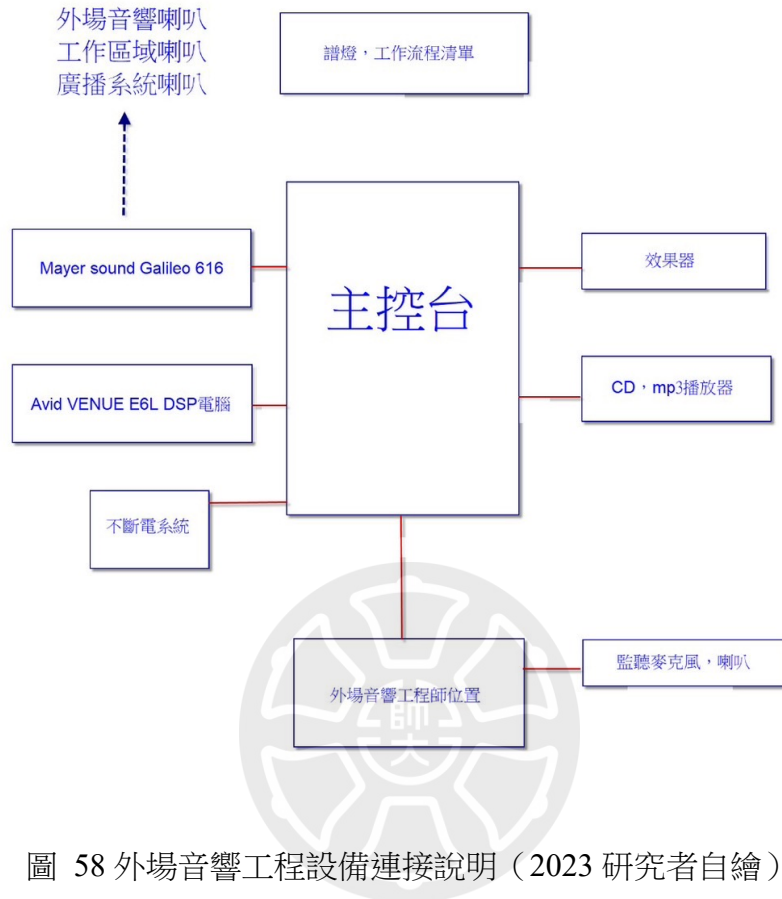 外場音響喇叭
工作區域喇叭
廣播系統喇叭
譜燈，工作流程清單
Mayer sound Galileo 616
主控台
效果器
Avid VENUE E6L DSP電腦
CD，mp3播放器
不斷電系統
外場音響工程師位置
監聽麥克風，喇叭
師大
圖 58 外場音響工程設備連接說明（2023 研究者自繪）